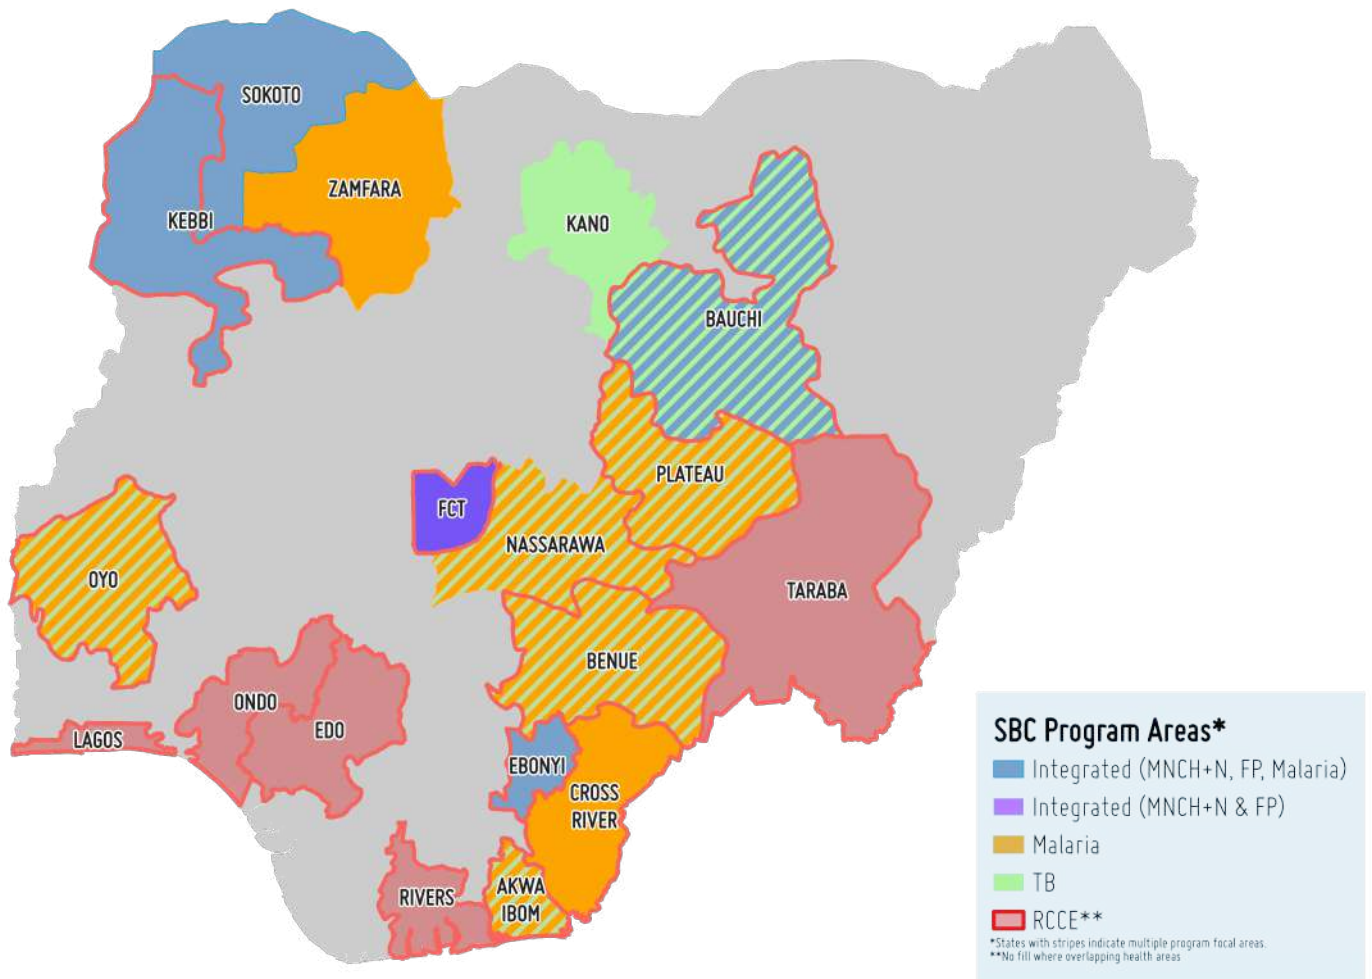 SOKOTO
ZAMFARA
KEBBI
KANO
BAUCHI
PLATEAU
FCT
NASSARAWA
OYO
TARABA
BENUE
ONDO
EDO
LAGOS
EBONYI
CROSS
RIVER
RIVERS
AKWA
IBOM
SBC Program Areas*
Integrated (MNCH+N, FP, Malaria)
Integrated (MNCH+N & FP)
Malaria
TB
RCCE**
*States with stripes indicate multiple program focal areas.
**No fill where overlapping health areas